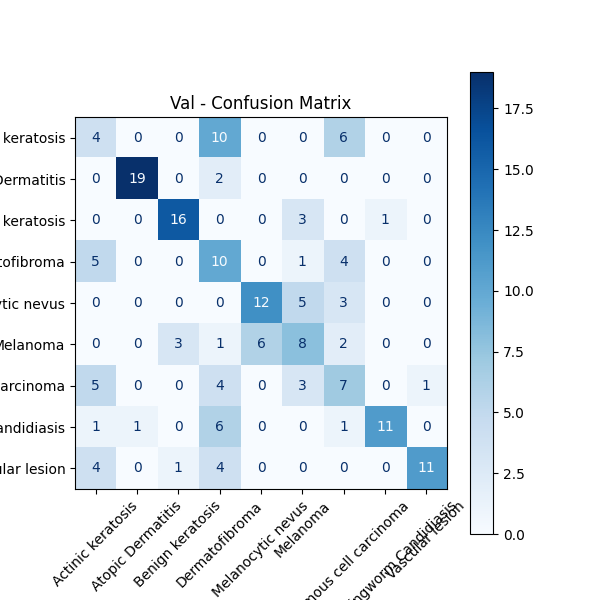 Val - Confusion Matrix
keratosis 4 0 0 10 0 0 6 0 0
Dermatitis 0 19 0 2 0 0 0 0 0
keratosis 0 0 16 0 0 3 0 1 0
tofibroma 5 0 0 10 0 1 4 0 0
tic nevus 0 0 0 0 12 5 3 0 0
Melanoma 0 0 3 1 6 8 2 0 0
arcinoma 5 0 0 4 0 3 7 0 1
andidiasis 1 1 0 6 0 0 1 11 0
lar lesion 4 0 1 4 0 0 0 0 11
Actinic keratosis
Atopic Dermatitis
Benign keratosis
Dermatofibroma
Melanocytic nevus
Melanoma
mous cell carcinoma
ngworm Candidiasis
Vascular lesion
17.5
15.0
12.5
10.0
7.5
5.0
2.5
0.0